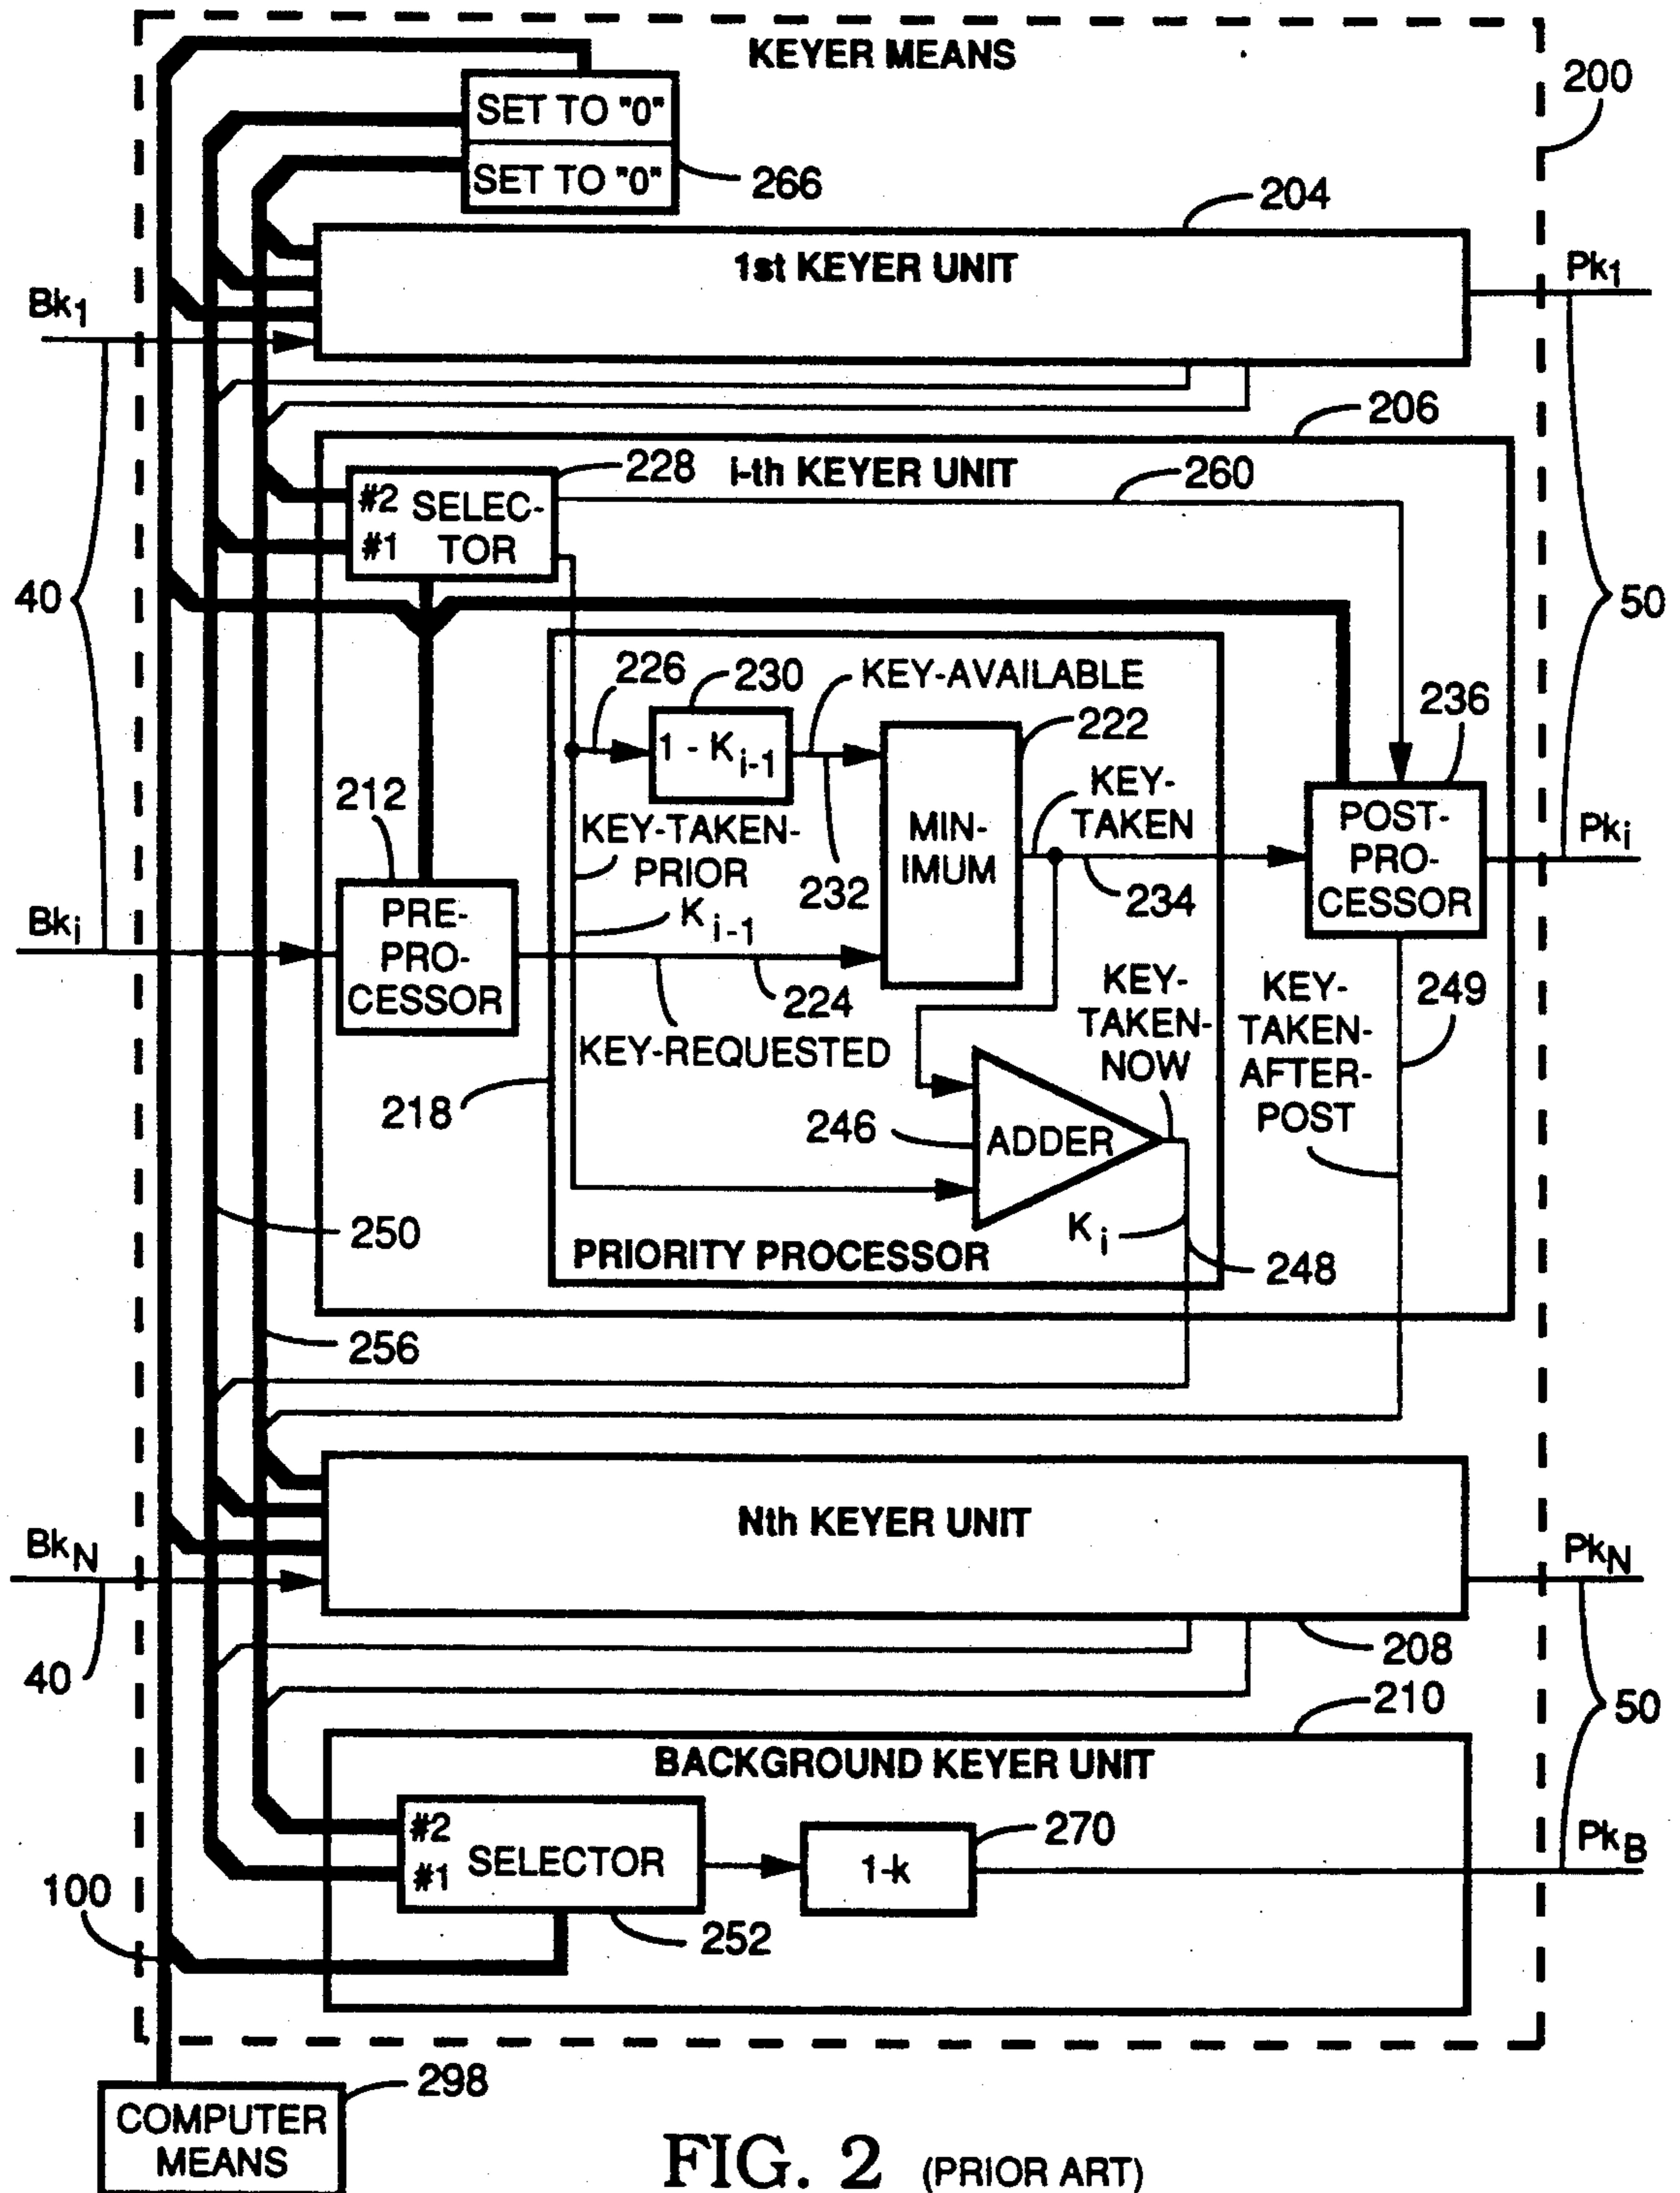 KEYER MEANS
200
SET TO "0"
SET TO "0"
266
204
1st KEYER UNIT
Bk1
Pk1
206
i-th KEYER UNIT
228
260
#2 SELEC-
#1 TOR
40
50
226
230
KEY-AVAILABLE
222
236
1 - K i-1
212
KEY-TAKEN-
PRIOR
K i-1
MIN-
IMUM
232
KEY-
TAKEN
234
POST-
PRO-
CESSOR
Pki
Bki
PRE-
PRO-
CESSOR
224
KEY-REQUESTED
KEY-
TAKEN-
NOW
KEY-
TAKEN-
AFTER-
POST
249
218
246
ADDER
Ki
250
PRIORITY PROCESSOR
248
256
Nth KEYER UNIT
BkN
PkN
40
208
210
50
BACKGROUND KEYER UNIT
#2
SELECTOR
#1
270
1-k
PkB
100
252
298
COMPUTER
MEANS
FIG. 2 (PRIOR ART)